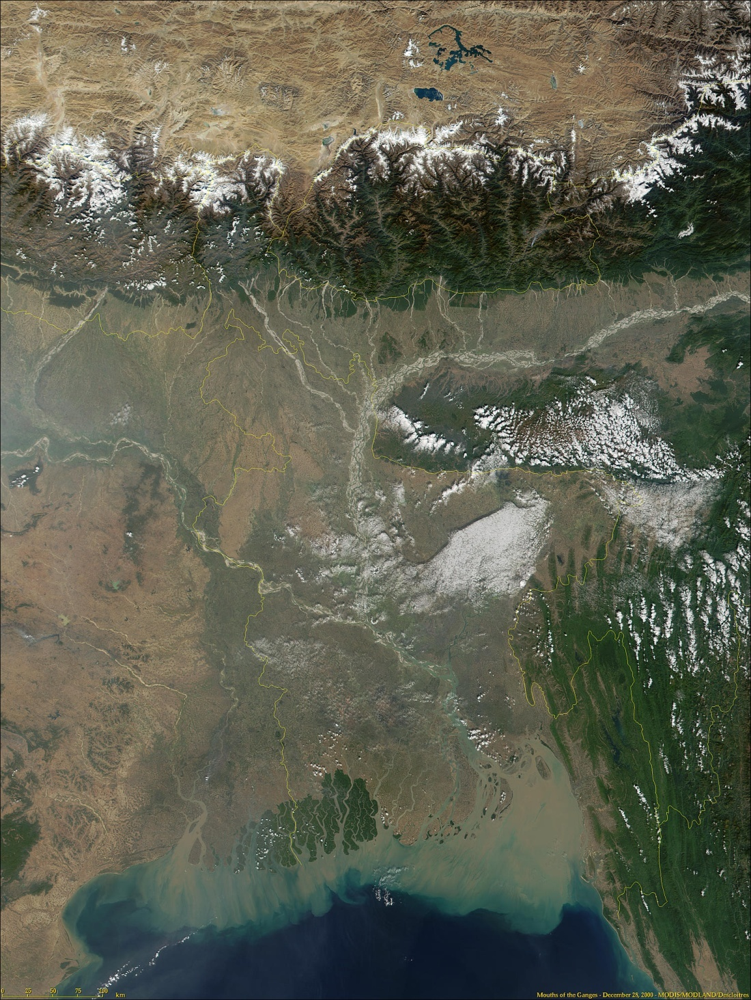 0 25 50 75 100 km
Mouths of the Ganges - December 28, 2000 - MODIS/MODLAND/Descloitres